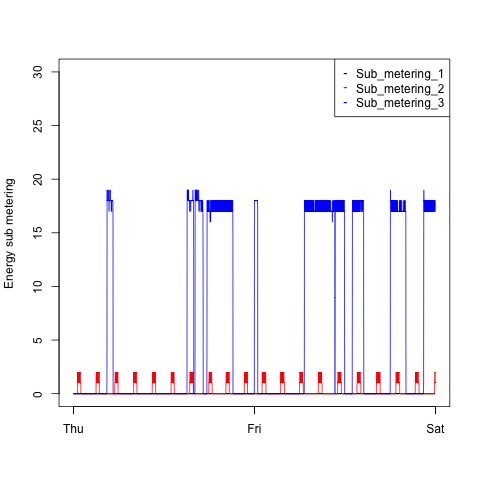 Sub_metering_1
Sub_metering_2
Sub_metering_3
Energy sub metering
30
25
20
15
10
5
0
Thu Fri Sat